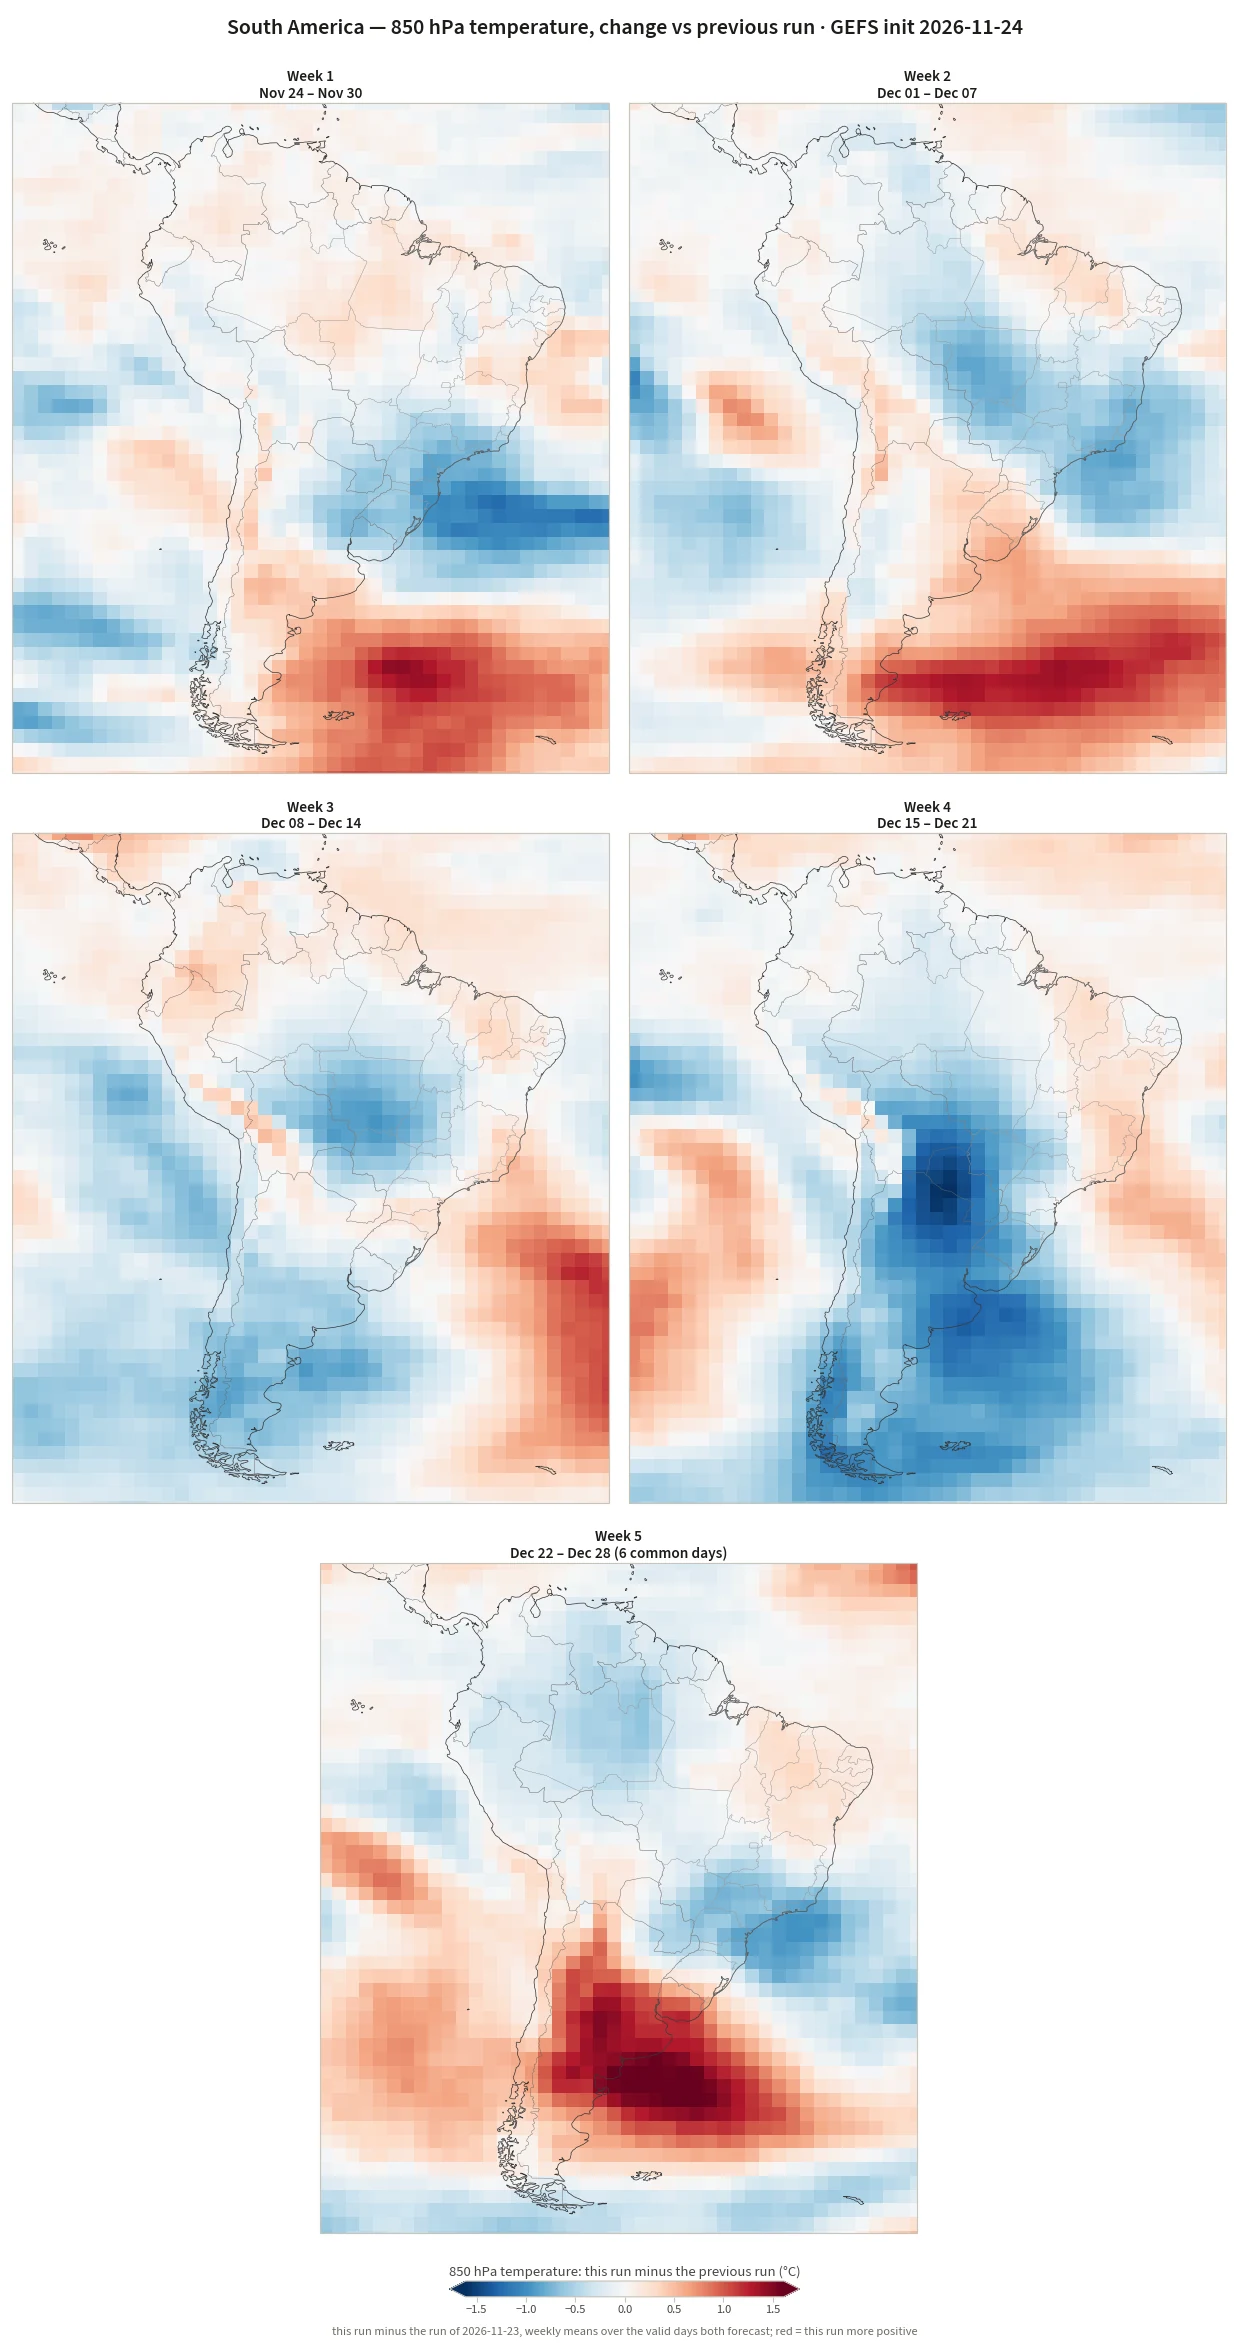 South America — 850 hPa temperature, change vs previous run · GEFS init 2026-11-24
Week 1
Nov 24 – Nov 30
Week 2
Dec 01 – Dec 07
Week 3
Dec 08 – Dec 14
Week 4
Dec 15 – Dec 21
Week 5
Dec 22 – Dec 28 (6 common days)
850 hPa temperature: this run minus the previous run (°C)
−1.5 −1.0 −0.5 0.0 0.5 1.0 1.5
this run minus the run of 2026-11-23, weekly means over the valid days both forecast; red = this run more positive